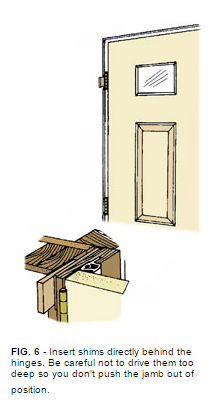 FIG. 6 - Insert shims directly behind the
hinges. Be careful not to drive them too
deep so you don't push the jamb out of
position.